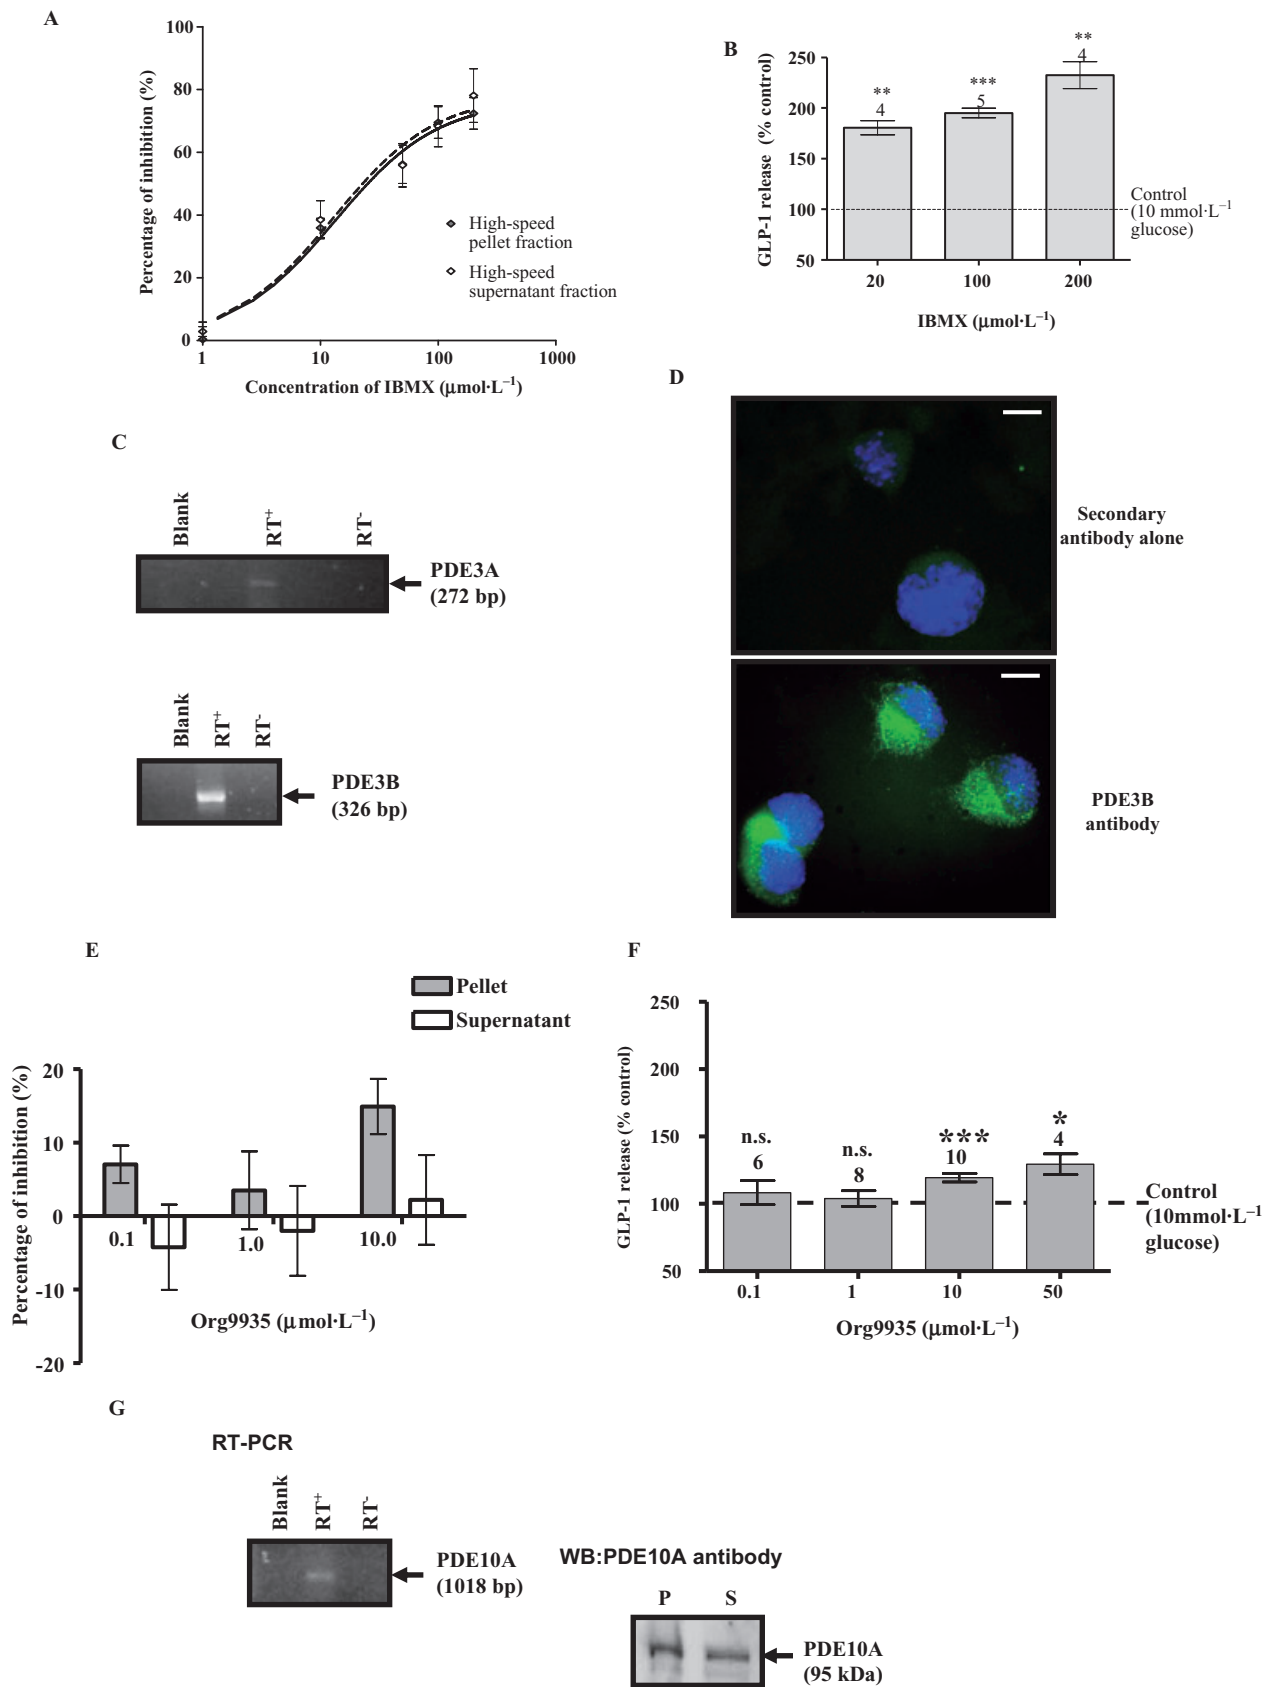 A
100
80
60
40
20
0
Percentage of inhibition (%)
1
10
100
1000
Concentration of IBMX (μmol·L⁻¹)
High-speed
pellet fraction
High-speed
supernatant fraction
B
250
200
150
100
50
GLP-1 release (% control)
**
4
***
5
**
4
Control
(10 mmol·L⁻¹
glucose)
20
100
200
IBMX (μmol·L⁻¹)
C
Blank
RT⁺
RT⁻
PDE3A
(272 bp)
Blank
RT⁺
RT⁻
PDE3B
(326 bp)
D
Secondary
antibody alone
PDE3B
antibody
E
Pellet
Supernatant
20
10
0
-10
-20
Percentage of inhibition (%)
0.1
1.0
10.0
Org9935 (μmol·L⁻¹)
F
250
200
150
100
50
GLP-1 release (% control)
n.s.
6
n.s.
8
***
10
*
4
Control
(10mmol·L⁻¹
glucose)
0.1
1
10
50
Org9935 (μmol·L⁻¹)
G
RT-PCR
Blank
RT⁺
RT⁻
PDE10A
(1018 bp)
WB:PDE10A antibody
P
S
PDE10A
(95 kDa)